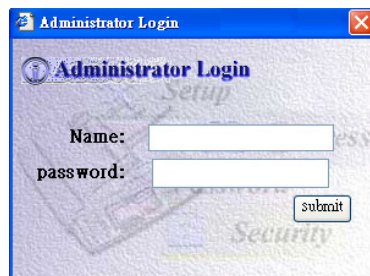 Administrator Login
Administrator Login
Setup
Name:
password:
submit
Security